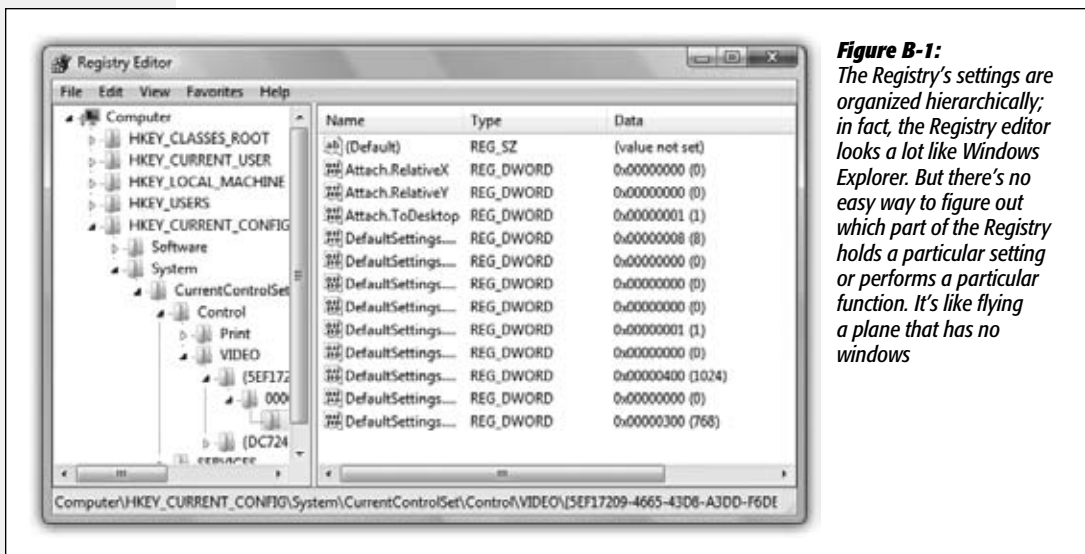 Registry Editor
File Edit View Favorites Help
Computer
HKEY_CLASSES_ROOT
HKEY_CURRENT_USER
HKEY_LOCAL_MACHINE
HKEY_USERS
HKEY_CURRENT_CONFIG
Software
System
CurrentControlSet
Control
Print
VIDEO
{5EF172
000
{DC724
SERVICES
Name Type Data
(Default) REG_SZ (value not set)
Attach.RelativeX REG_DWORD 0x00000000 (0)
Attach.RelativeY REG_DWORD 0x00000000 (0)
Attach.ToDesktop REG_DWORD 0x00000001 (1)
DefaultSettings.... REG_DWORD 0x00000008 (8)
DefaultSettings.... REG_DWORD 0x00000000 (0)
DefaultSettings.... REG_DWORD 0x00000000 (0)
DefaultSettings.... REG_DWORD 0x00000000 (0)
DefaultSettings.... REG_DWORD 0x00000001 (1)
DefaultSettings.... REG_DWORD 0x00000000 (0)
DefaultSettings.... REG_DWORD 0x00000400 (1024)
DefaultSettings.... REG_DWORD 0x00000000 (0)
DefaultSettings.... REG_DWORD 0x00000300 (768)
Computer\HKEY_CURRENT_CONFIG\System\CurrentControlSet\Control\VIDEO\{5EF17209-4665-43D8-A3DD-F6DE
Figure B-1:
The Registry's settings are
organized hierarchically;
in fact, the Registry editor
looks a lot like Windows
Explorer. But there's no
easy way to figure out
which part of the Registry
holds a particular setting
or performs a particular
function. It's like flying
a plane that has no
windows